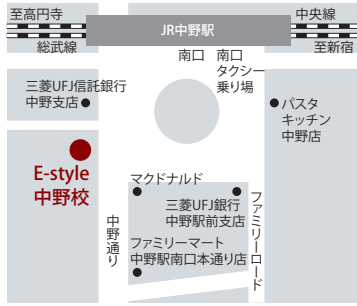 至高円寺
中央線
JR中野駅
総武線
至新宿
南口
南口
タクシー
乗り場
三菱UFJ信託銀行
中野支店
パスタ
キッチン
中野店
E-style
中野校
マクドナルド
三菱UFJ銀行
中野駅前支店
ファミリーマート
中野駅南口本通り店
中野通り
ファミリーロード